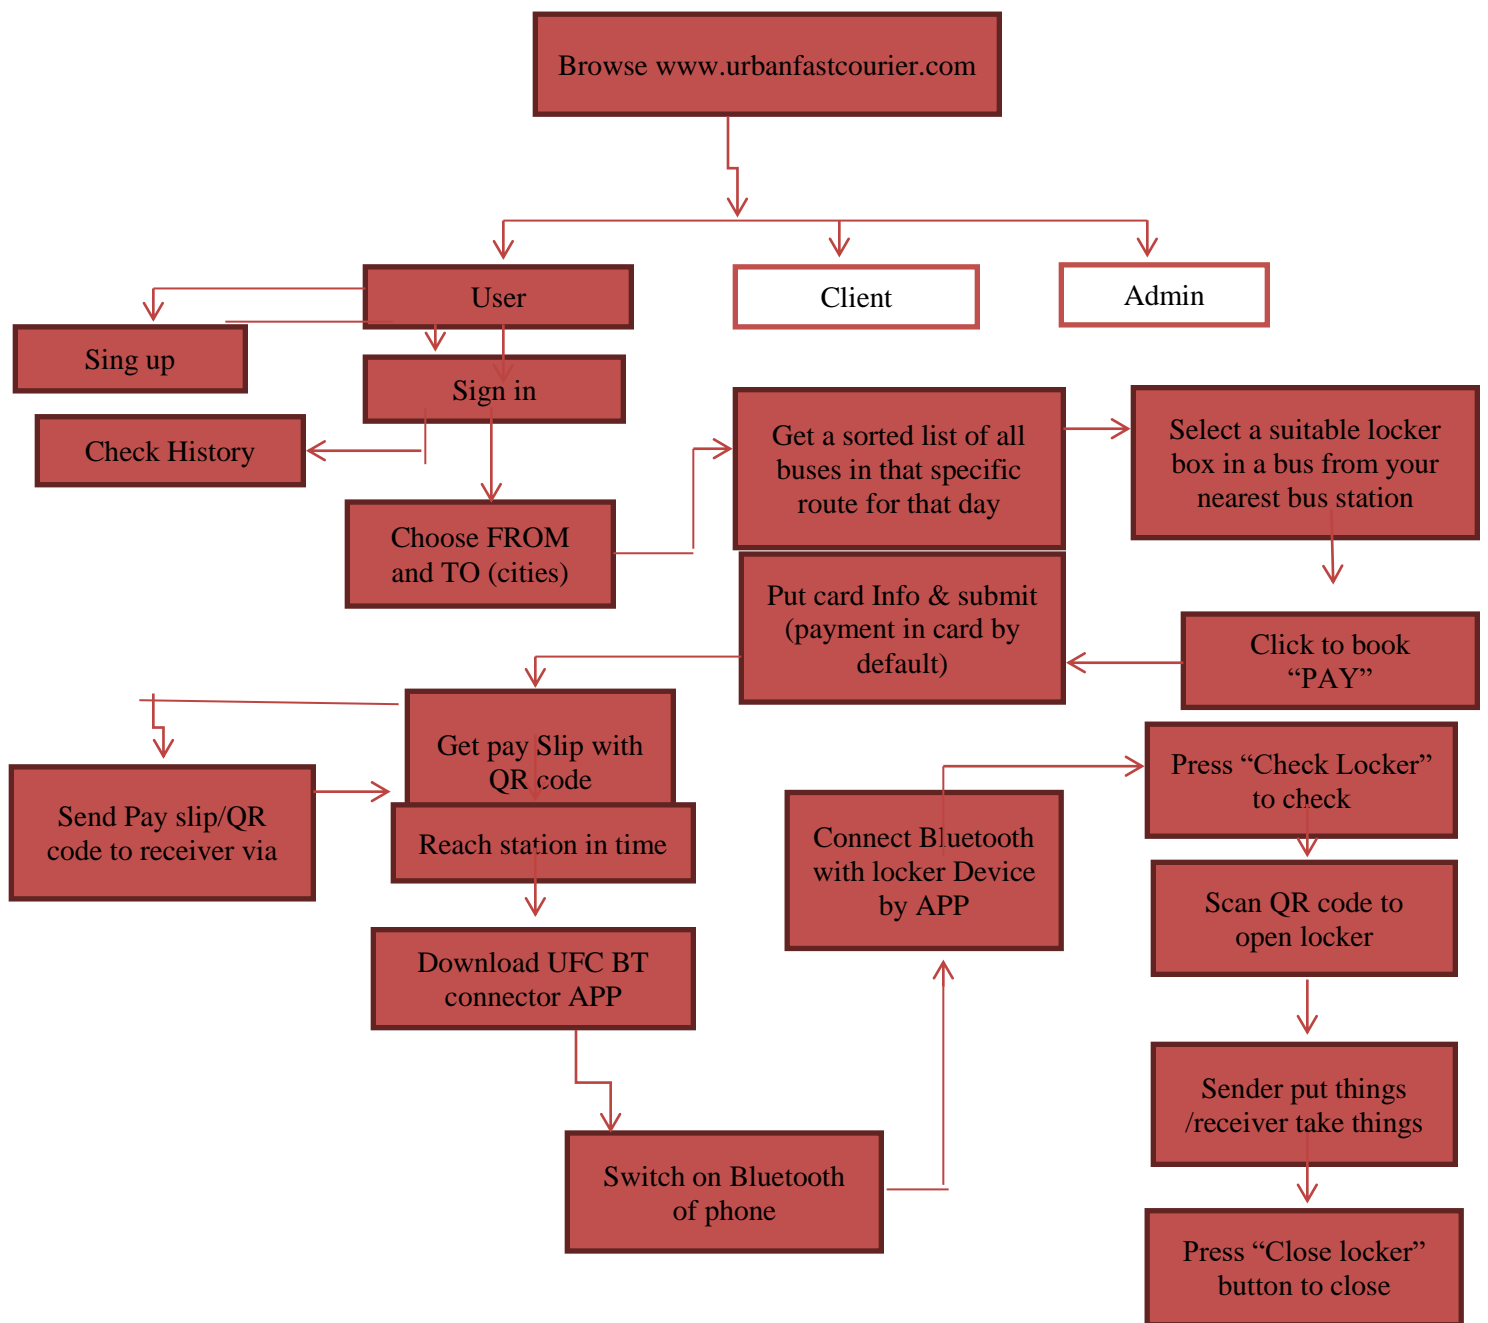 Browse www.urbanfastcourier.com
User
Client
Admin
Sing up
Sign in
Check History
Choose FROM
and TO (cities)
Get a sorted list of all
buses in that specific
route for that day
Select a suitable locker
box in a bus from your
nearest bus station
Click to book
“PAY”
Put card Info & submit
(payment in card by
default)
Get pay Slip with
QR code
Send Pay slip/QR
code to receiver via
Reach station in time
Download UFC BT
connector APP
Switch on Bluetooth
of phone
Connect Bluetooth
with locker Device
by APP
Press “Check Locker”
to check
Scan QR code to
open locker
Sender put things
/receiver take things
Press “Close locker”
button to close